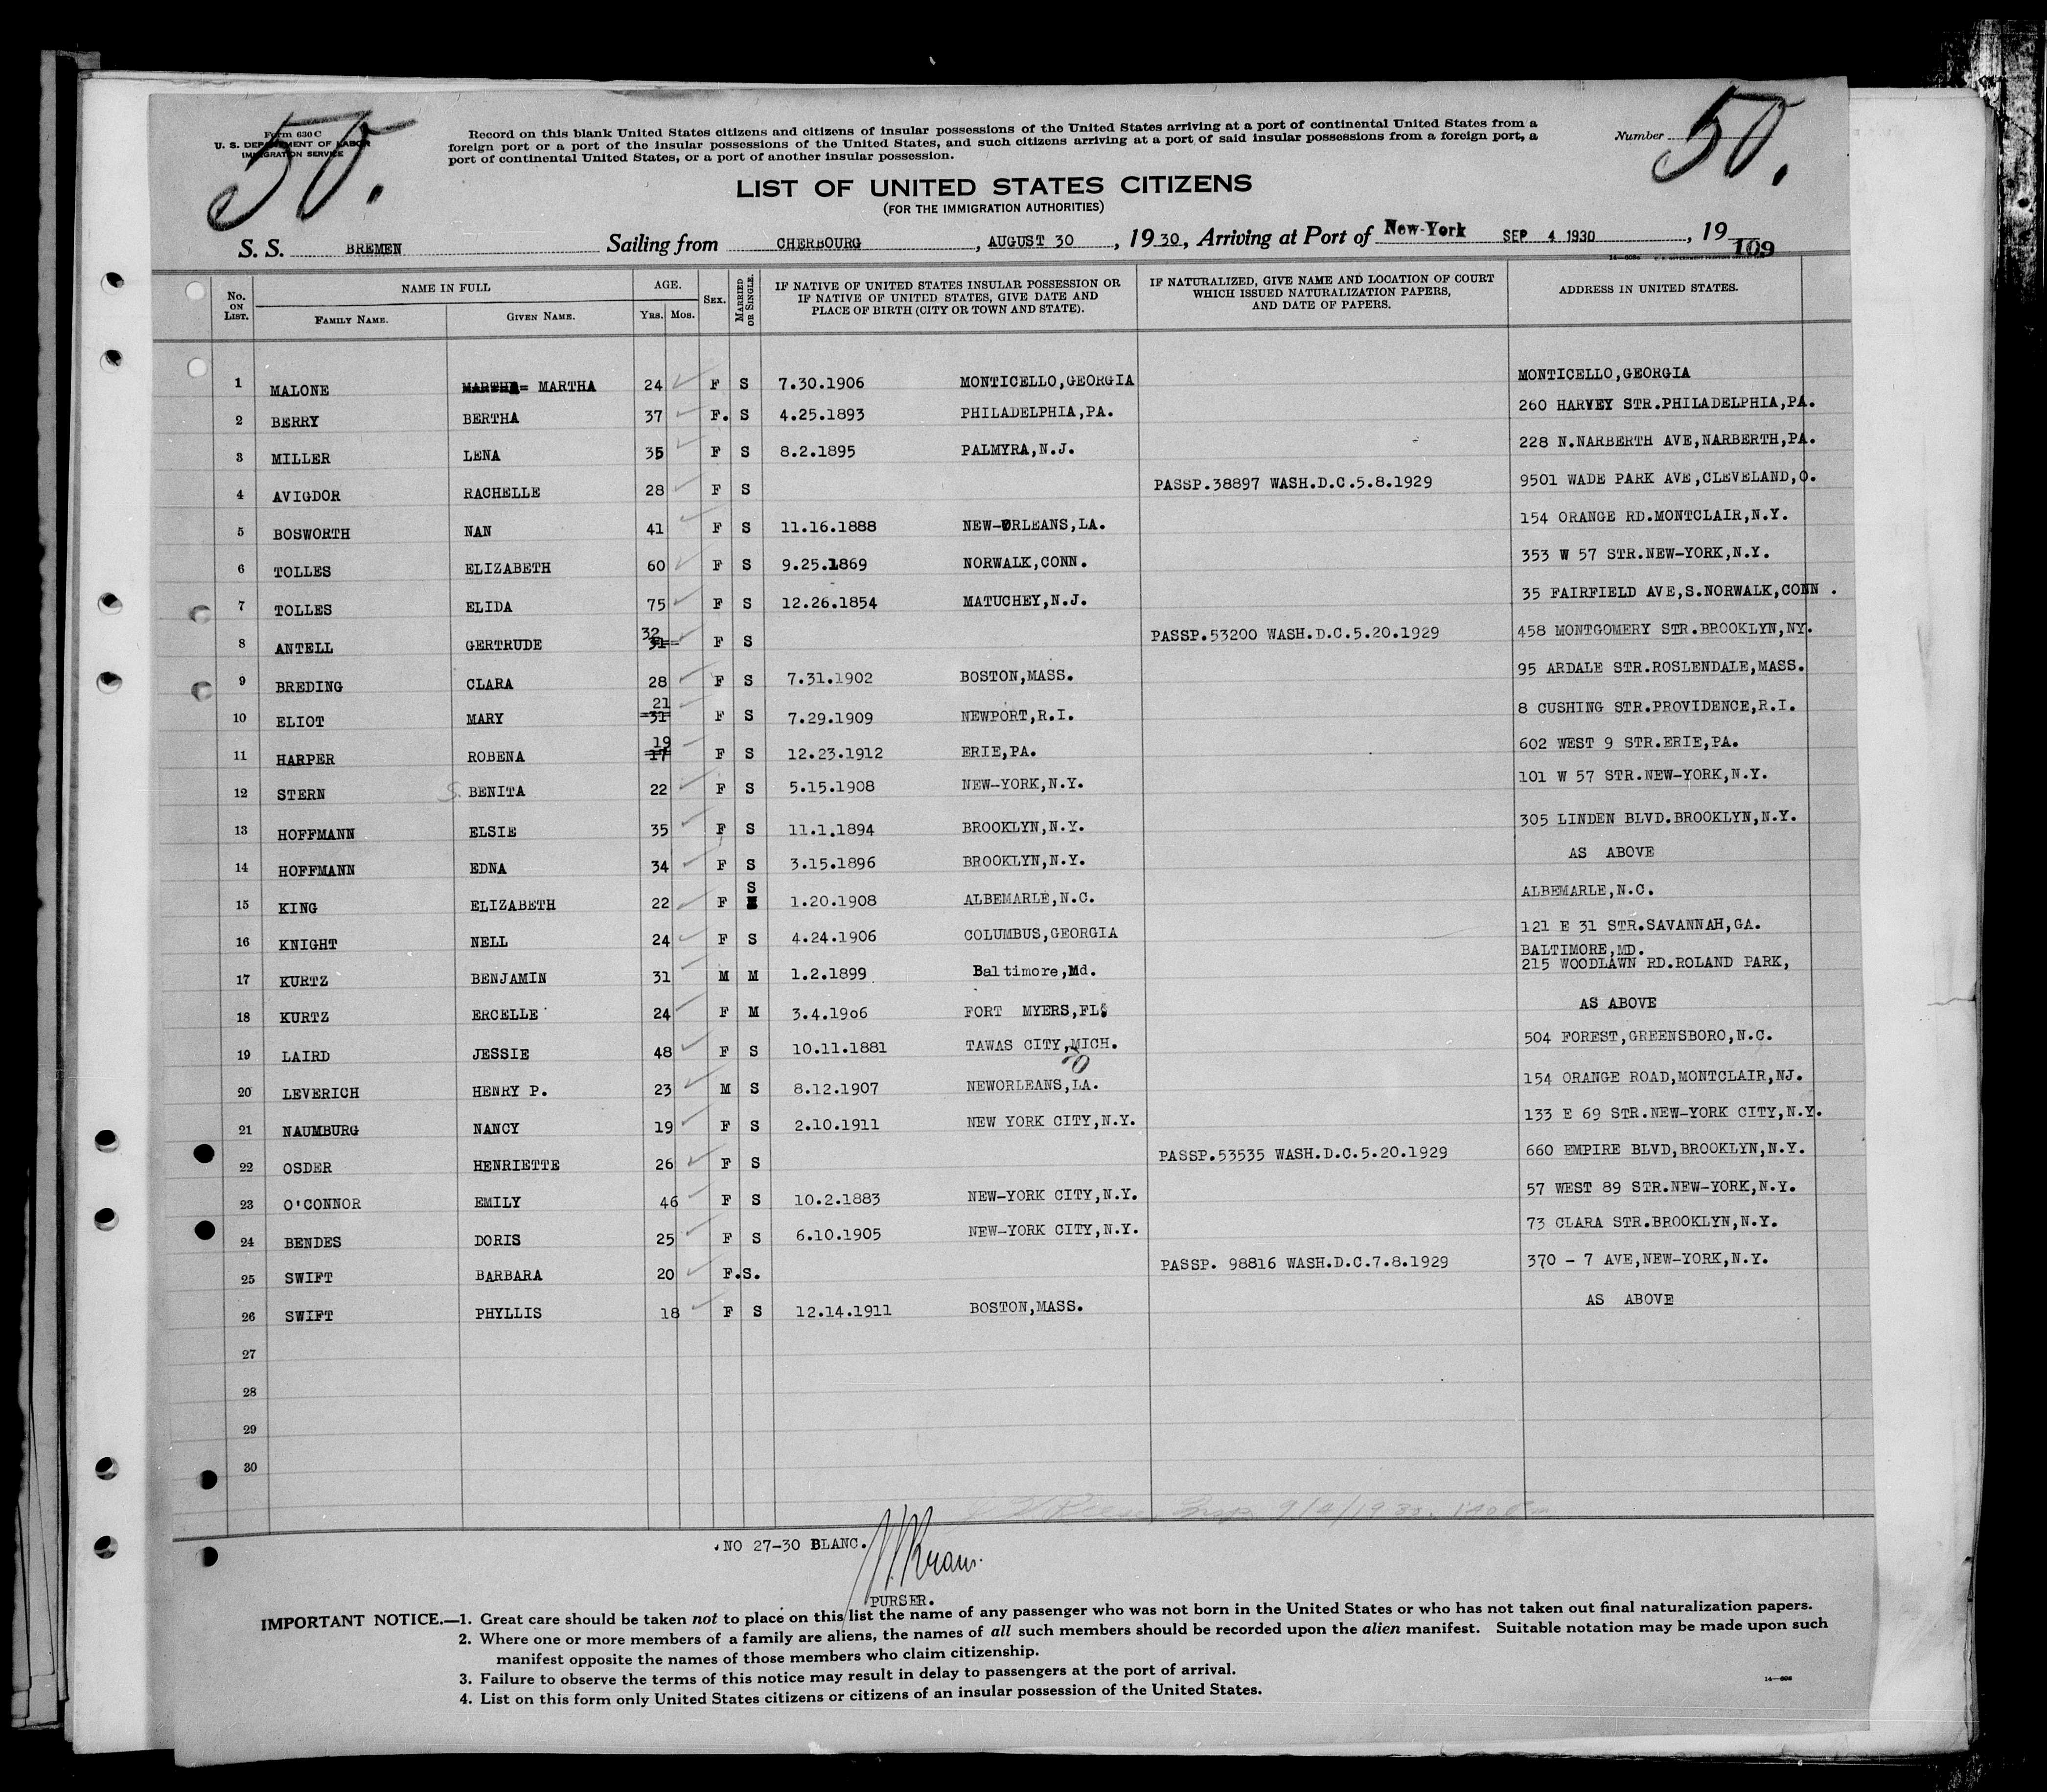 50.
Form 630 C
U. S. DEPARTMENT OF LABOR
IMMIGRATION SERVICE
Record on this blank United States citizens and citizens of insular possessions of the United States arriving at a port of continental United States from a
foreign port or a port of the insular possessions of the United States, and such citizens arriving at a port of said insular possessions from a foreign port, a
port of continental United States, or a port of another insular possession.
Number 50.
LIST OF UNITED STATES CITIZENS
(FOR THE IMMIGRATION AUTHORITIES)
S. S. BREMEN Sailing from CHERBOURG, AUGUST 30, 1930, Arriving at Port of New-York SEP 4 1930, 19
109
No. ON LIST. NAME IN FULL FAMILY NAME. GIVEN NAME. AGE. YRS. MOS. SEX. MARRIED OR SINGLE. IF NATIVE OF UNITED STATES INSULAR POSSESSION OR IF NATIVE OF UNITED STATES, GIVE DATE AND PLACE OF BIRTH (CITY OR TOWN AND STATE). IF NATURALIZED, GIVE NAME AND LOCATION OF COURT WHICH ISSUED NATURALIZATION PAPERS, AND DATE OF PAPERS. ADDRESS IN UNITED STATES.
1 MALONE MARTHA= MARTHA 24 F S 7.30.1906 MONTICELLO,GEORGIA MONTICELLO,GEORGIA
2 BERRY BERTHA 37 F. S 4.25.1893 PHILADELPHIA,PA. 260 HARVEY STR.PHILADELPHIA,PA.
3 MILLER LENA 35 F S 8.2.1895 PALMYRA,N.J. 228 N.NARBERTH AVE,NARBERTH,PA.
4 AVIGDOR RACHELLE 28 F S PASSP.38897 WASH.D.C.5.8.1929 9501 WADE PARK AVE,CLEVELAND,O.
5 BOSWORTH NAN 41 F S 11.16.1888 NEW-ORLEANS,LA. 154 ORANGE RD.MONTCLAIR,N.Y.
6 TOLLES ELIZABETH 60 F S 9.25.1869 NORWALK,CONN. 353 W 57 STR.NEW-YORK,N.Y.
7 TOLLES ELIDA 75 F S 12.26.1854 MATUCHEY,N.J. 35 FAIRFIELD AVE,S.NORWALK,CONN .
8 ANTELL GERTRUDE 32 31 F S PASSP.53200 WASH.D.C.5.20.1929 458 MONTGOMERY STR.BROOKLYN,NY.
9 BREDING CLARA 28 F S 7.31.1902 BOSTON,MASS. 95 ARDALE STR.ROSLENDALE,MASS.
10 ELIOT MARY 21 31 F S 7.29.1909 NEWPORT,R.I. 8 CUSHING STR.PROVIDENCE,R.I.
11 HARPER ROBENA 19 17 F S 12.23.1912 ERIE,PA. 602 WEST 9 STR.ERIE,PA.
12 STERN S. BENITA 22 F S 5.15.1908 NEW-YORK,N.Y. 101 W 57 STR.NEW-YORK,N.Y.
13 HOFFMANN ELSIE 35 F S 11.1.1894 BROOKLYN,N.Y. 305 LINDEN BLVD.BROOKLYN,N.Y.
14 HOFFMANN EDNA 34 F S 3.15.1896 BROOKLYN,N.Y. AS ABOVE
15 KING ELIZABETH 22 F S 1.20.1908 ALBEMARLE,N.C. ALBEMARLE,N.C.
16 KNIGHT NELL 24 F S 4.24.1906 COLUMBUS,GEORGIA 121 E 31 STR.SAVANNAH,GA.
BALTIMORE,MD.
17 KURTZ BENJAMIN 31 M M 1.2.1899 Baltimore,Md. 215 WOODLAWN RD.ROLAND PARK,
18 KURTZ ERCELLE 24 F M 3.4.1906 FORT MYERS,FLS AS ABOVE
19 LAIRD JESSIE 48 F S 10.11.1881 TAWAS CITY,MICH. 504 FOREST,GREENSBORO,N.C.
20 LEVERICH HENRY P. 23 M S 8.12.1907 NEWORLEANS,LA. 154 ORANGE ROAD,MONTCLAIR,NJ.
21 NAUMBURG NANCY 19 F S 2.10.1911 NEW YORK CITY,N.Y. 133 E 69 STR.NEW-YORK CITY,N.Y.
22 OSDER HENRIETTE 26 F S PASSP.53535 WASH.D.C.5.20.1929 660 EMPIRE BLVD,BROOKLYN,N.Y.
23 O'CONNOR EMILY 46 F S 10.2.1883 NEW-YORK CITY,N.Y. 57 WEST 89 STR.NEW-YORK,N.Y.
24 BENDES DORIS 25 F S 6.10.1905 NEW-YORK CITY,N.Y. 73 CLARA STR.BROOKLYN,N.Y.
25 SWIFT BARBARA 20 F.S. PASSP. 98816 WASH.D.C.7.8.1929 370 - 7 AVE,NEW-YORK,N.Y.
26 SWIFT PHYLLIS 18 F S 12.14.1911 BOSTON,MASS. AS ABOVE
27
28
29
30
NO 27-30 BLANC.
PURSER.
IMPORTANT NOTICE.—1. Great care should be taken not to place on this list the name of any passenger who was not born in the United States or who has not taken out final naturalization papers.
2. Where one or more members of a family are aliens, the names of all such members should be recorded upon the alien manifest. Suitable notation may be made upon such
manifest opposite the names of those members who claim citizenship.
3. Failure to observe the terms of this notice may result in delay to passengers at the port of arrival.
4. List on this form only United States citizens or citizens of an insular possession of the United States.